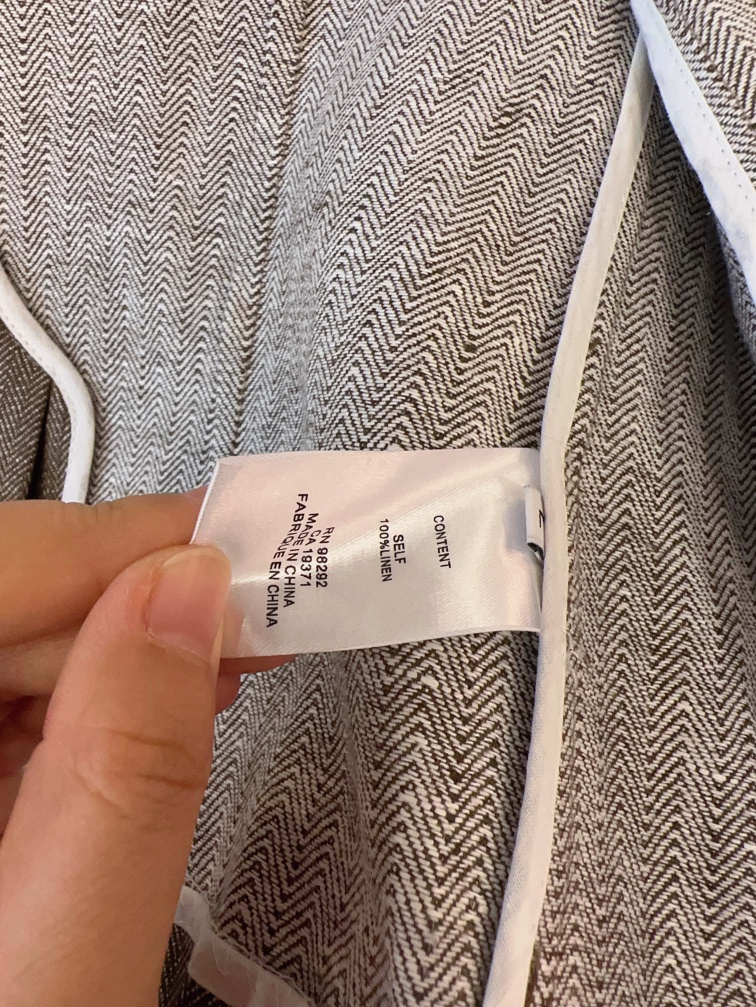 CONTENT
SELF
100%LINEN
RN 98292
CA 19371
MADE IN CHINA
FABRIQUE EN CHINA